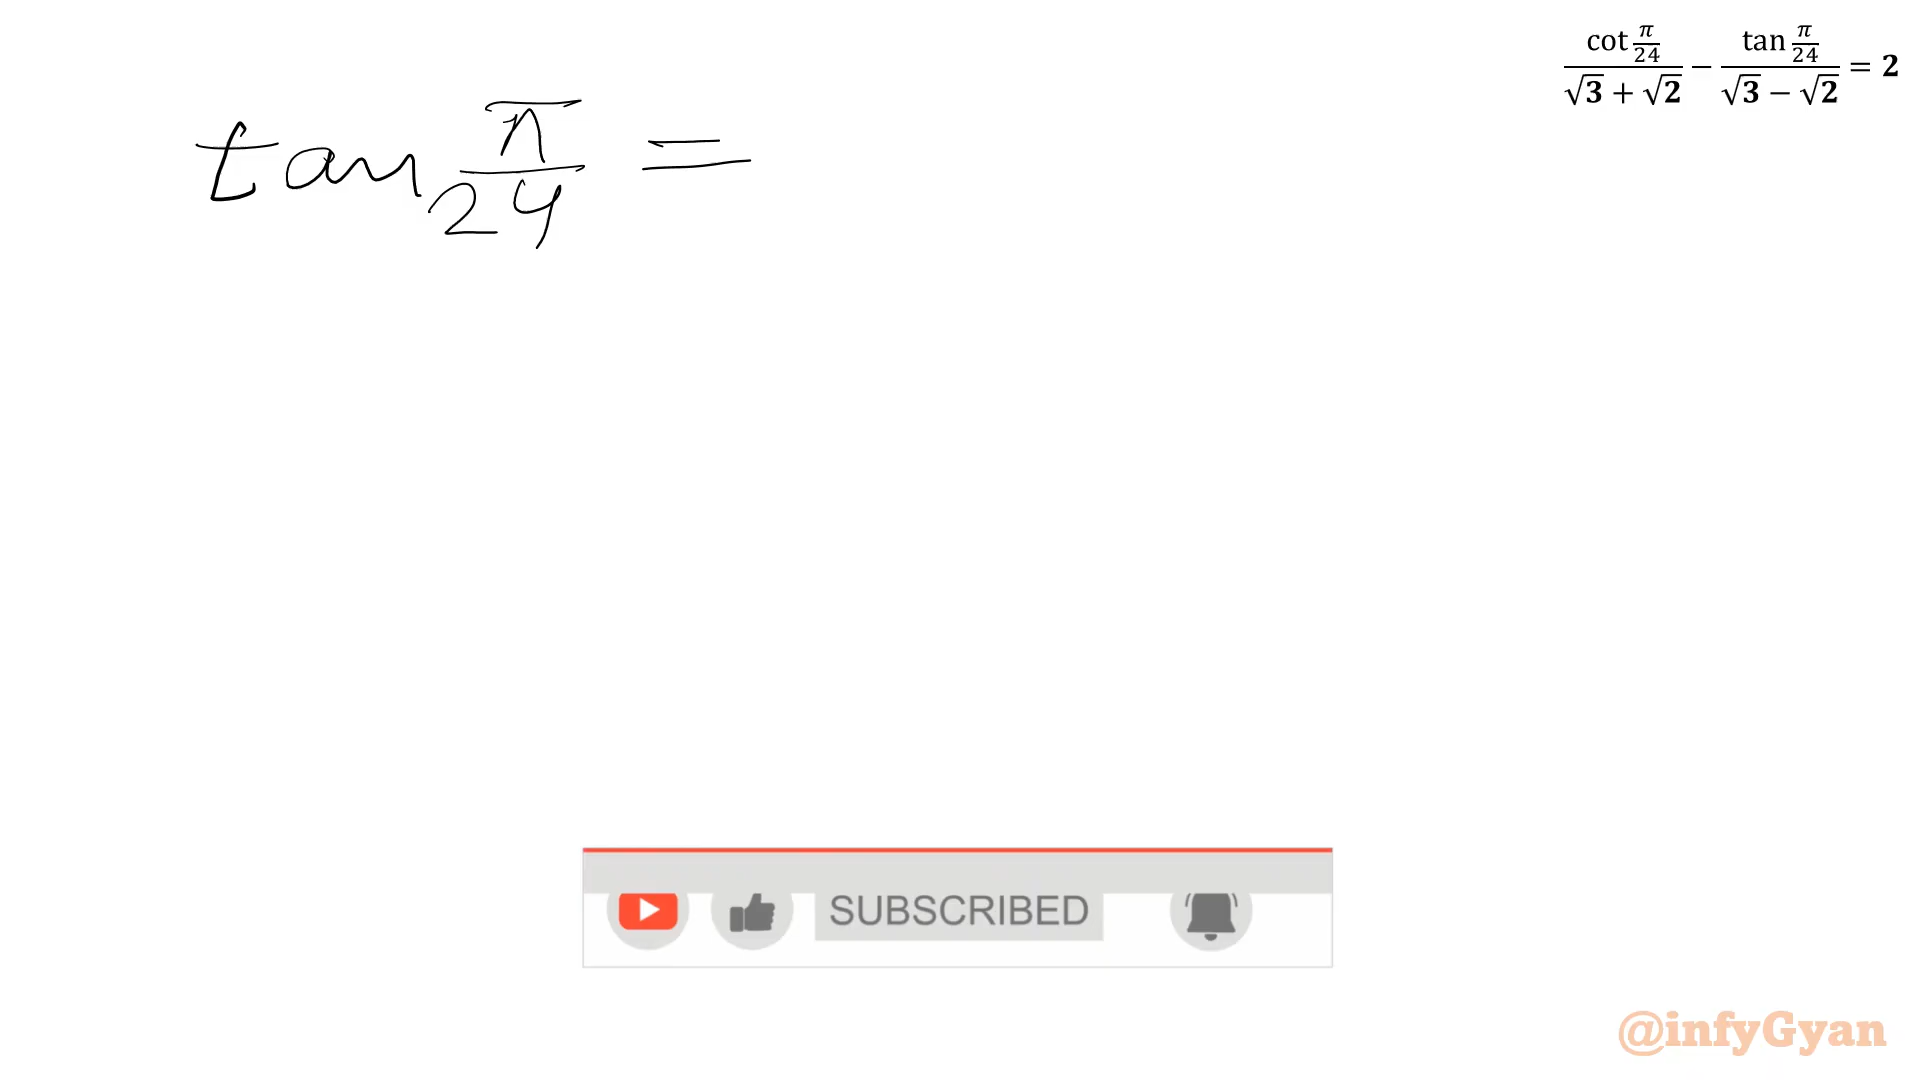 cot π/24 / (√3 + √2) − tan π/24 / (√3 − √2) = 2
tan π/24 =
SUBSCRIBED
@infyGyan